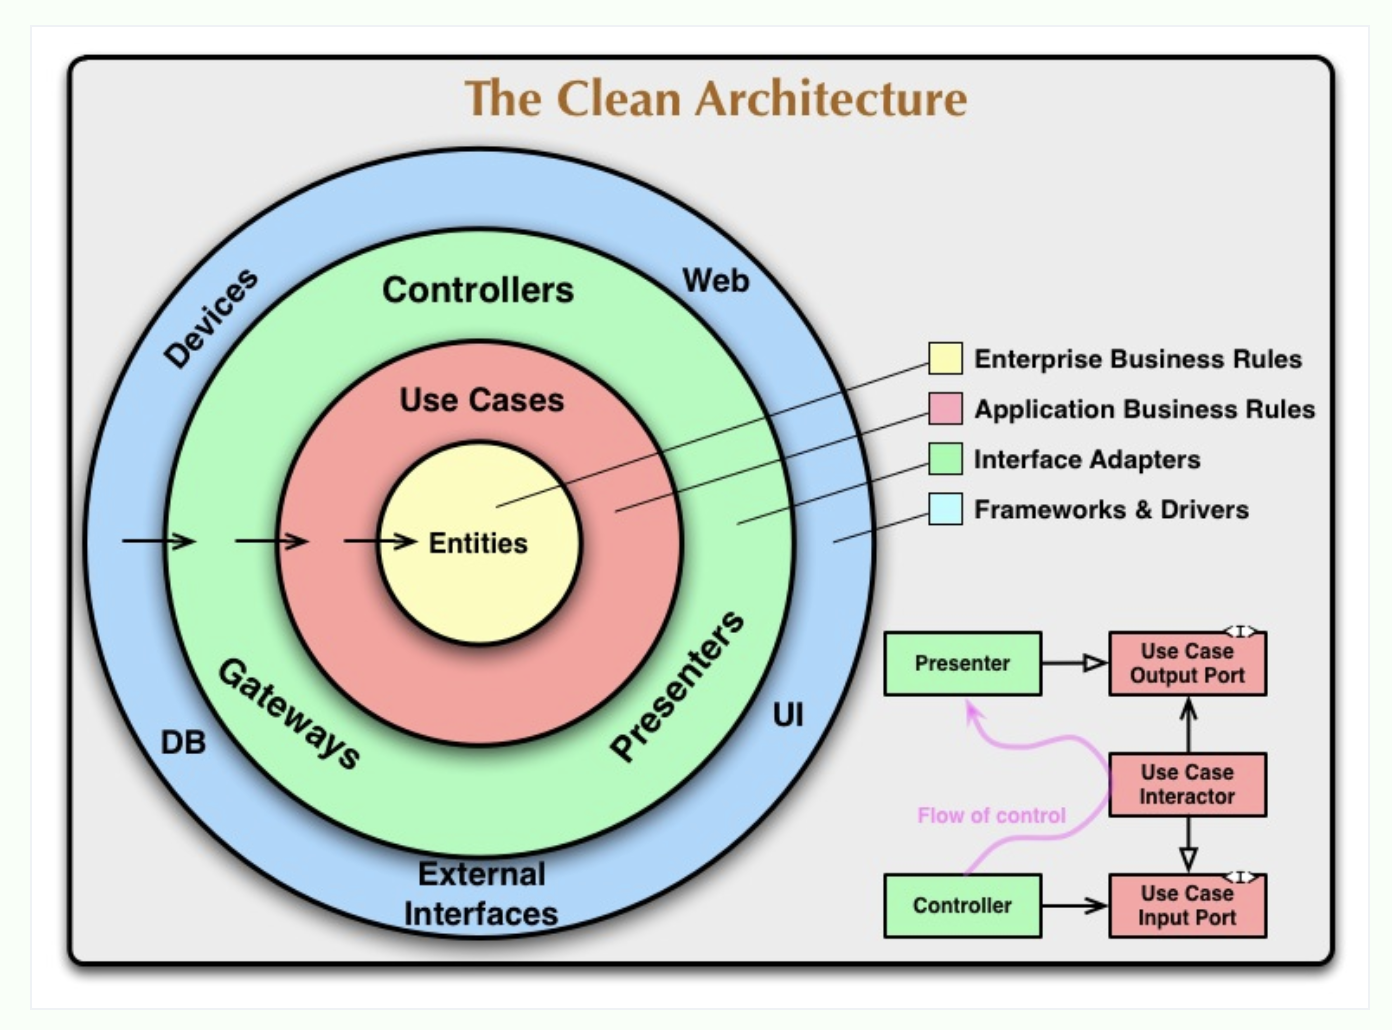 The Clean Architecture
Devices
Controllers
Web
Use Cases
Entities
Gateways
Presenters
DB
UI
External
Interfaces
Enterprise Business Rules
Application Business Rules
Interface Adapters
Frameworks & Drivers
Presenter
<I>
Use Case
Output Port
Use Case
Interactor
Flow of control
Controller
<I>
Use Case
Input Port